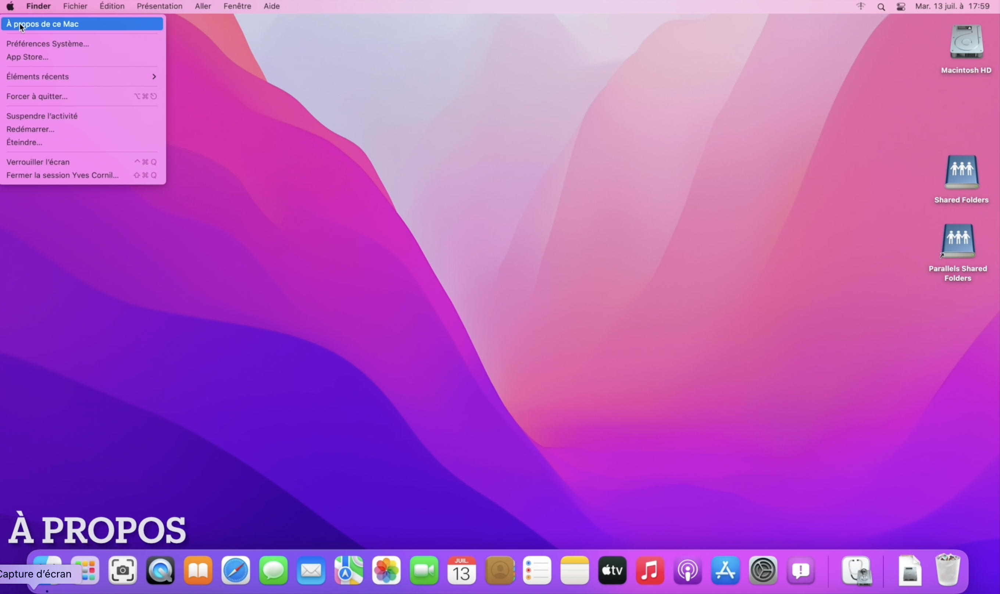 Finder Fichier Édition Présentation Aller Fenêtre Aide
Mar. 13 juil. à 17:59
À propos de ce Mac
Préférences Système...
App Store...
Éléments récents
Forcer à quitter... ⌥⌘⎋
Suspendre l'activité
Redémarrer...
Éteindre...
Verrouiller l'écran ^⌘Q
Fermer la session Yves Cornil... ⇧⌘Q
Macintosh HD
Shared Folders
Parallels Shared
Folders
À PROPOS
Capture d'écran
JUIL.
13
tv